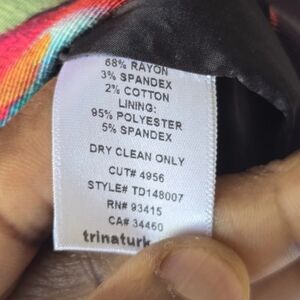 68% RAYON
3% SPANDEX
2% COTTON
LINING:
95% POLYESTER
5% SPANDEX
DRY CLEAN ONLY
CUT# 4956
STYLE# TD148007
RN# 93415
CA# 34460
trinaturk